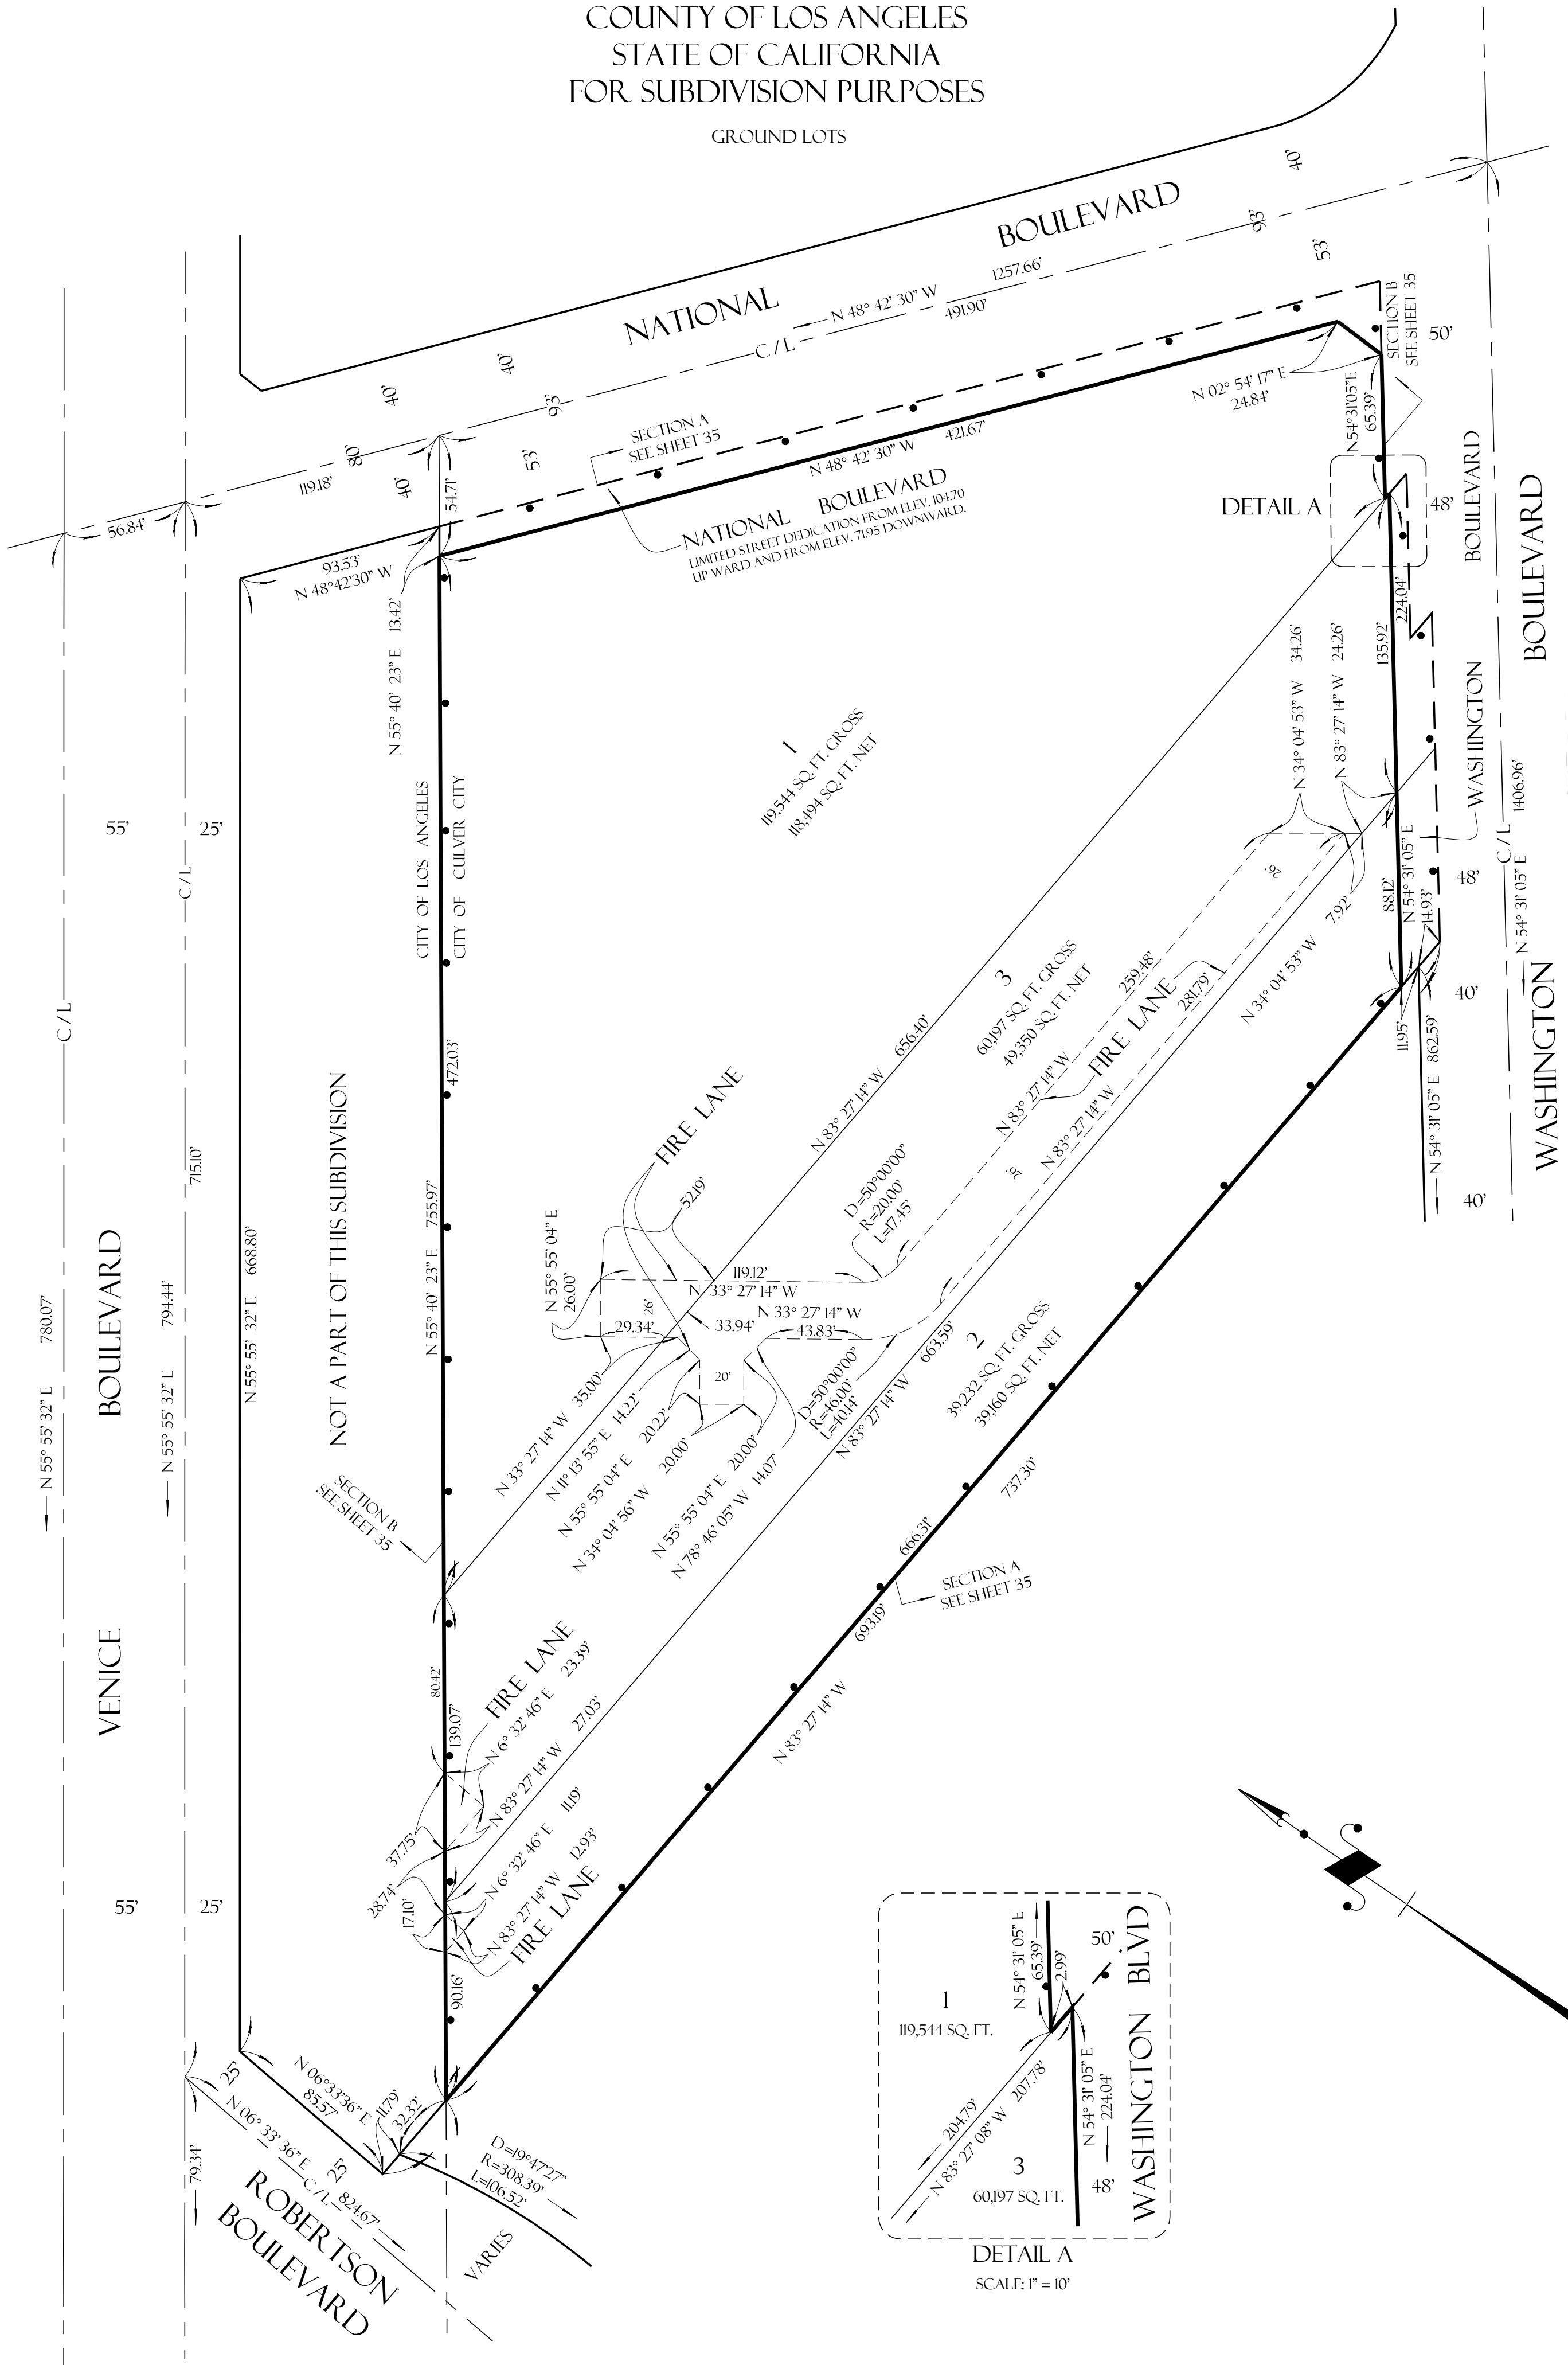 COUNTY OF LOS ANGELES
STATE OF CALIFORNIA
FOR SUBDIVISION PURPOSES
GROUND LOTS
NATIONAL BOULEVARD
40'
93'
53'
1257.66'
N 48° 42' 30" W
491.90'
C / L
40'
40'
93'
80'
119.18'
40'
53'
54.71'
56.84'
SECTION A
SEE SHEET 35
N 48° 42' 30" W 421.67'
NATIONAL BOULEVARD
LIMITED STREET DEDICATION FROM ELEV. 104.70
UP WARD AND FROM ELEV. 71.95 DOWNWARD.
N 02° 54' 17" E
24.84'
SECTION B
SEE SHEET 35
50'
N54°31'05"E
65.39'
DETAIL A
48'
BOULEVARD
BOULEVARD
93.53'
N 48°42'30" W
N 55° 40' 23" E 13.42'
224.04'
135.92'
N 34° 04' 53" W 34.26'
N 83° 27' 14" W 24.26'
WASHINGTON
1406.96'
C / L
N 54° 31' 05" E
1
119,544 SQ. FT. GROSS
118,494 SQ. FT. NET
CITY OF LOS ANGELES
CITY OF CULVER CITY
55'
25'
C / L
C / L
26'
7.92'
88.12'
N 54° 31' 05" E
14.93'
48'
40'
N 34° 04' 53" W
11.95'
N 54° 31' 05" E 862.59'
40'
WASHINGTON
3
60,197 SQ. FT. GROSS
49,350 SQ. FT. NET
259.48'
281.79'
FIRE LANE
N 83° 27' 14" W
N 83° 27' 14" W
26'
N 83° 27' 14" W 656.40'
472.03'
NOT A PART OF THIS SUBDIVISION
715.10'
N 55° 40' 23" E 755.97'
FIRE LANE
52.19'
D =50°00'00"
R=20.00'
L=17.45'
N 55° 55' 04" E
26.00'
119.12'
N 33° 27' 14" W
26'
29.34'
33.94'
N 33° 27' 14" W
43.83'
20'
D=50°00'00"
R=46.00'
L=40.14'
N 83° 27' 14" W 663.59'
2
39,232 SQ. FT. GROSS
39,160 SQ. FT. NET
N 33° 27' 14" W 35.00'
N 11° 13' 55" E 14.22'
N 55° 55' 04" E 20.22'
N 34° 04' 56" W 20.00'
N 55° 55' 04" E 20.00'
N 78° 46' 05" W 14.07'
N 55° 55' 32" E 668.80'
N 55° 55' 32" E 780.07'
N 55° 55' 32" E 794.44'
VENICE BOULEVARD
SECTION B
SEE SHEET 35
737.30'
666.31'
SECTION A
SEE SHEET 35
693.19'
N 83° 27' 14" W
80.42'
139.07'
FIRE LANE
N 6° 32' 46" E 23.39'
N 83° 27' 14" W 27.03'
37.75'
28.74'
N 6° 32' 46" E 11.19'
N 83° 27' 14" W 12.93'
17.10'
FIRE LANE
55'
25'
90.16'
25'
N 06°33'36" E
85.57'
11.79'
32.32'
N 06° 33' 36" E
C / L
824.67'
25'
79.34'
ROBERTSON
BOULEVARD
D =19°47'27"
R=308.39'
L=106.52'
VARIES
N 54° 31' 05" E
65.39'
2.99'
50'
1
119,544 SQ. FT.
204.79'
N 83° 27' 08" W 207.78'
N 54° 31' 05" E
224.04'
WASHINGTON BLVD
3
60,197 SQ. FT.
48'
DETAIL A
SCALE: 1" = 10'